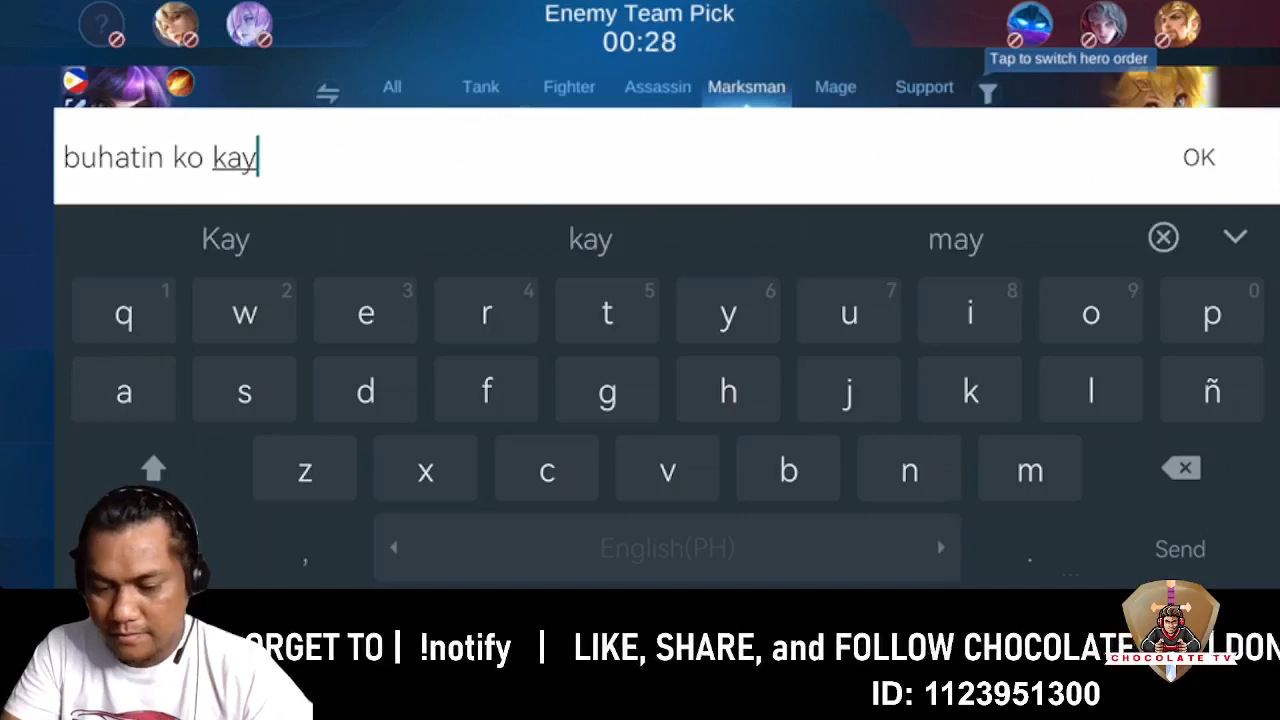 Enemy Team Pick
00:28
Tap to switch hero order
All Tank Fighter Assassin Marksman Mage Support
buhatin ko kay OK
Kay kay may
q 1 w 2 e 3 r 4 t 5 y 6 u 7 i 8 o 9 p 0
a s d f g h j k l ñ
z x c v b n m
, English(PH) . ... Send
ORGET TO | !notify | LIKE, SHARE, and FOLLOW CHOCOLATE LDON
CHOCOLATE TV
ID: 1123951300